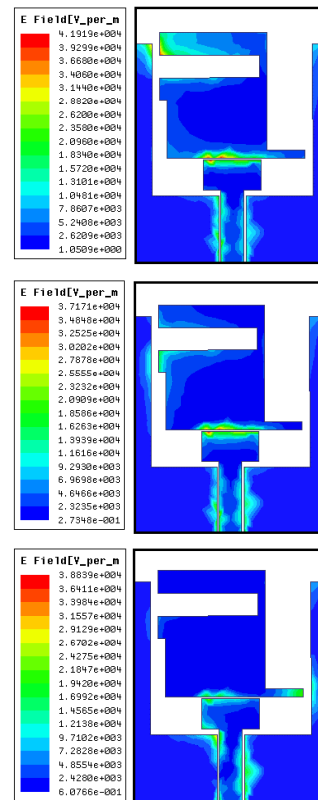 E Field[V_per_m
4.1919e+004
3.9299e+004
3.6680e+004
3.4060e+004
3.1440e+004
2.8820e+004
2.6200e+004
2.3580e+004
2.0960e+004
1.8340e+004
1.5720e+004
1.3101e+004
1.0481e+004
7.8607e+003
5.2408e+003
2.6209e+003
1.0509e+000
E Field[V_per_m
3.7171e+004
3.4848e+004
3.2525e+004
3.0202e+004
2.7878e+004
2.5555e+004
2.3232e+004
2.0909e+004
1.8586e+004
1.6263e+004
1.3939e+004
1.1616e+004
9.2930e+003
6.9698e+003
4.6466e+003
2.3235e+003
2.7348e-001
E Field[V_per_m
3.8839e+004
3.6411e+004
3.3984e+004
3.1557e+004
2.9129e+004
2.6702e+004
2.4275e+004
2.1847e+004
1.9420e+004
1.6992e+004
1.4565e+004
1.2138e+004
9.7102e+003
7.2828e+003
4.8554e+003
2.4280e+003
6.0766e-001